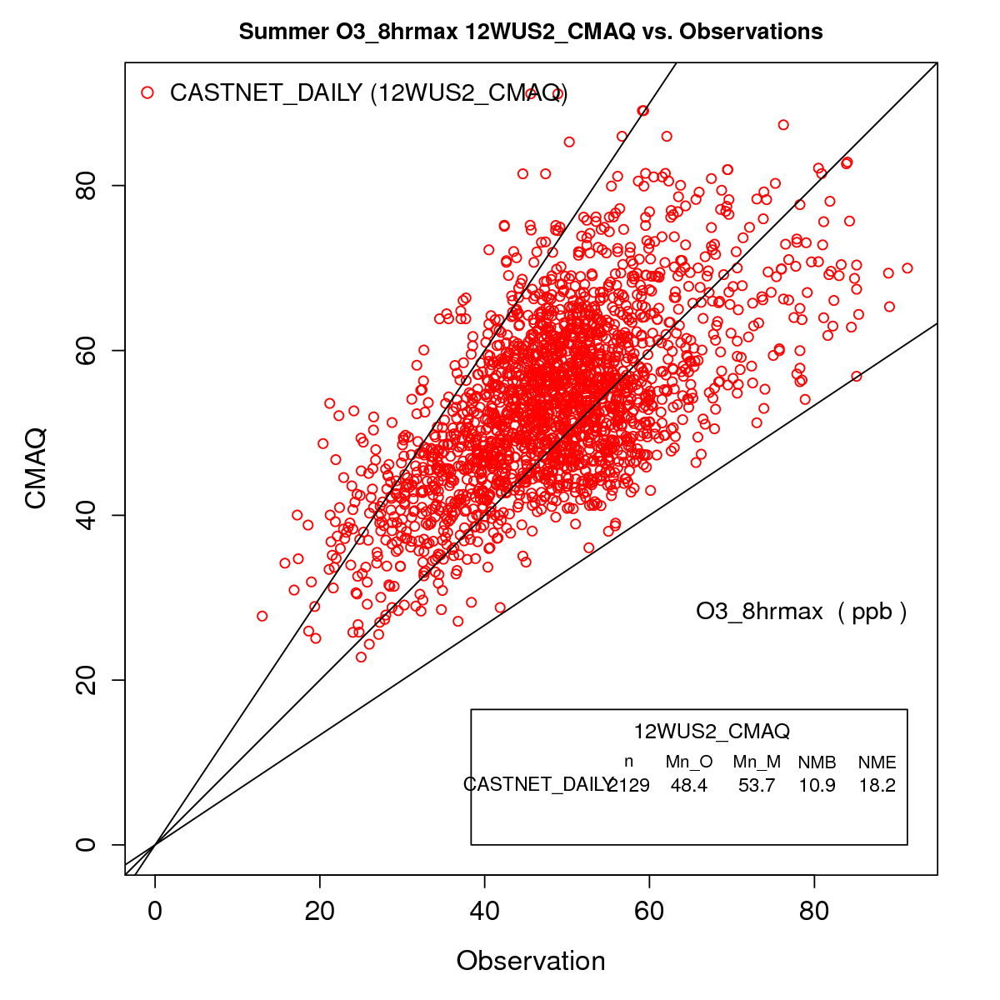 Summer O3_8hrmax 12WUS2_CMAQ vs. Observations
CASTNET_DAILY (12WUS2_CMAQ)
80
60
40
20
0
CMAQ
O3_8hrmax ( ppb )
12WUS2_CMAQ
n Mn_O Mn_M NMB NME
CASTNET_DAILY 2129 48.4 53.7 10.9 18.2
0 20 40 60 80
Observation